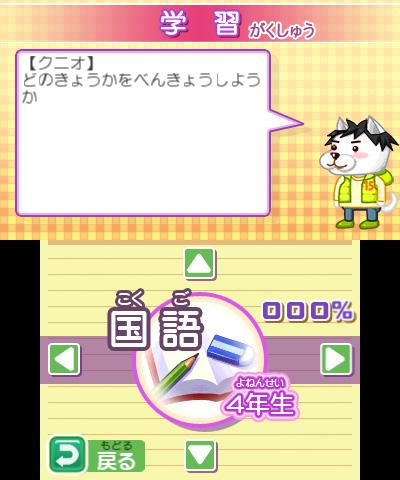 学習 がくしゅう
【クニオ】
どのきょうかをべんきょうしよう
か
15
こくご
国語
000%
よねんせい
4年生
もどる
戻る